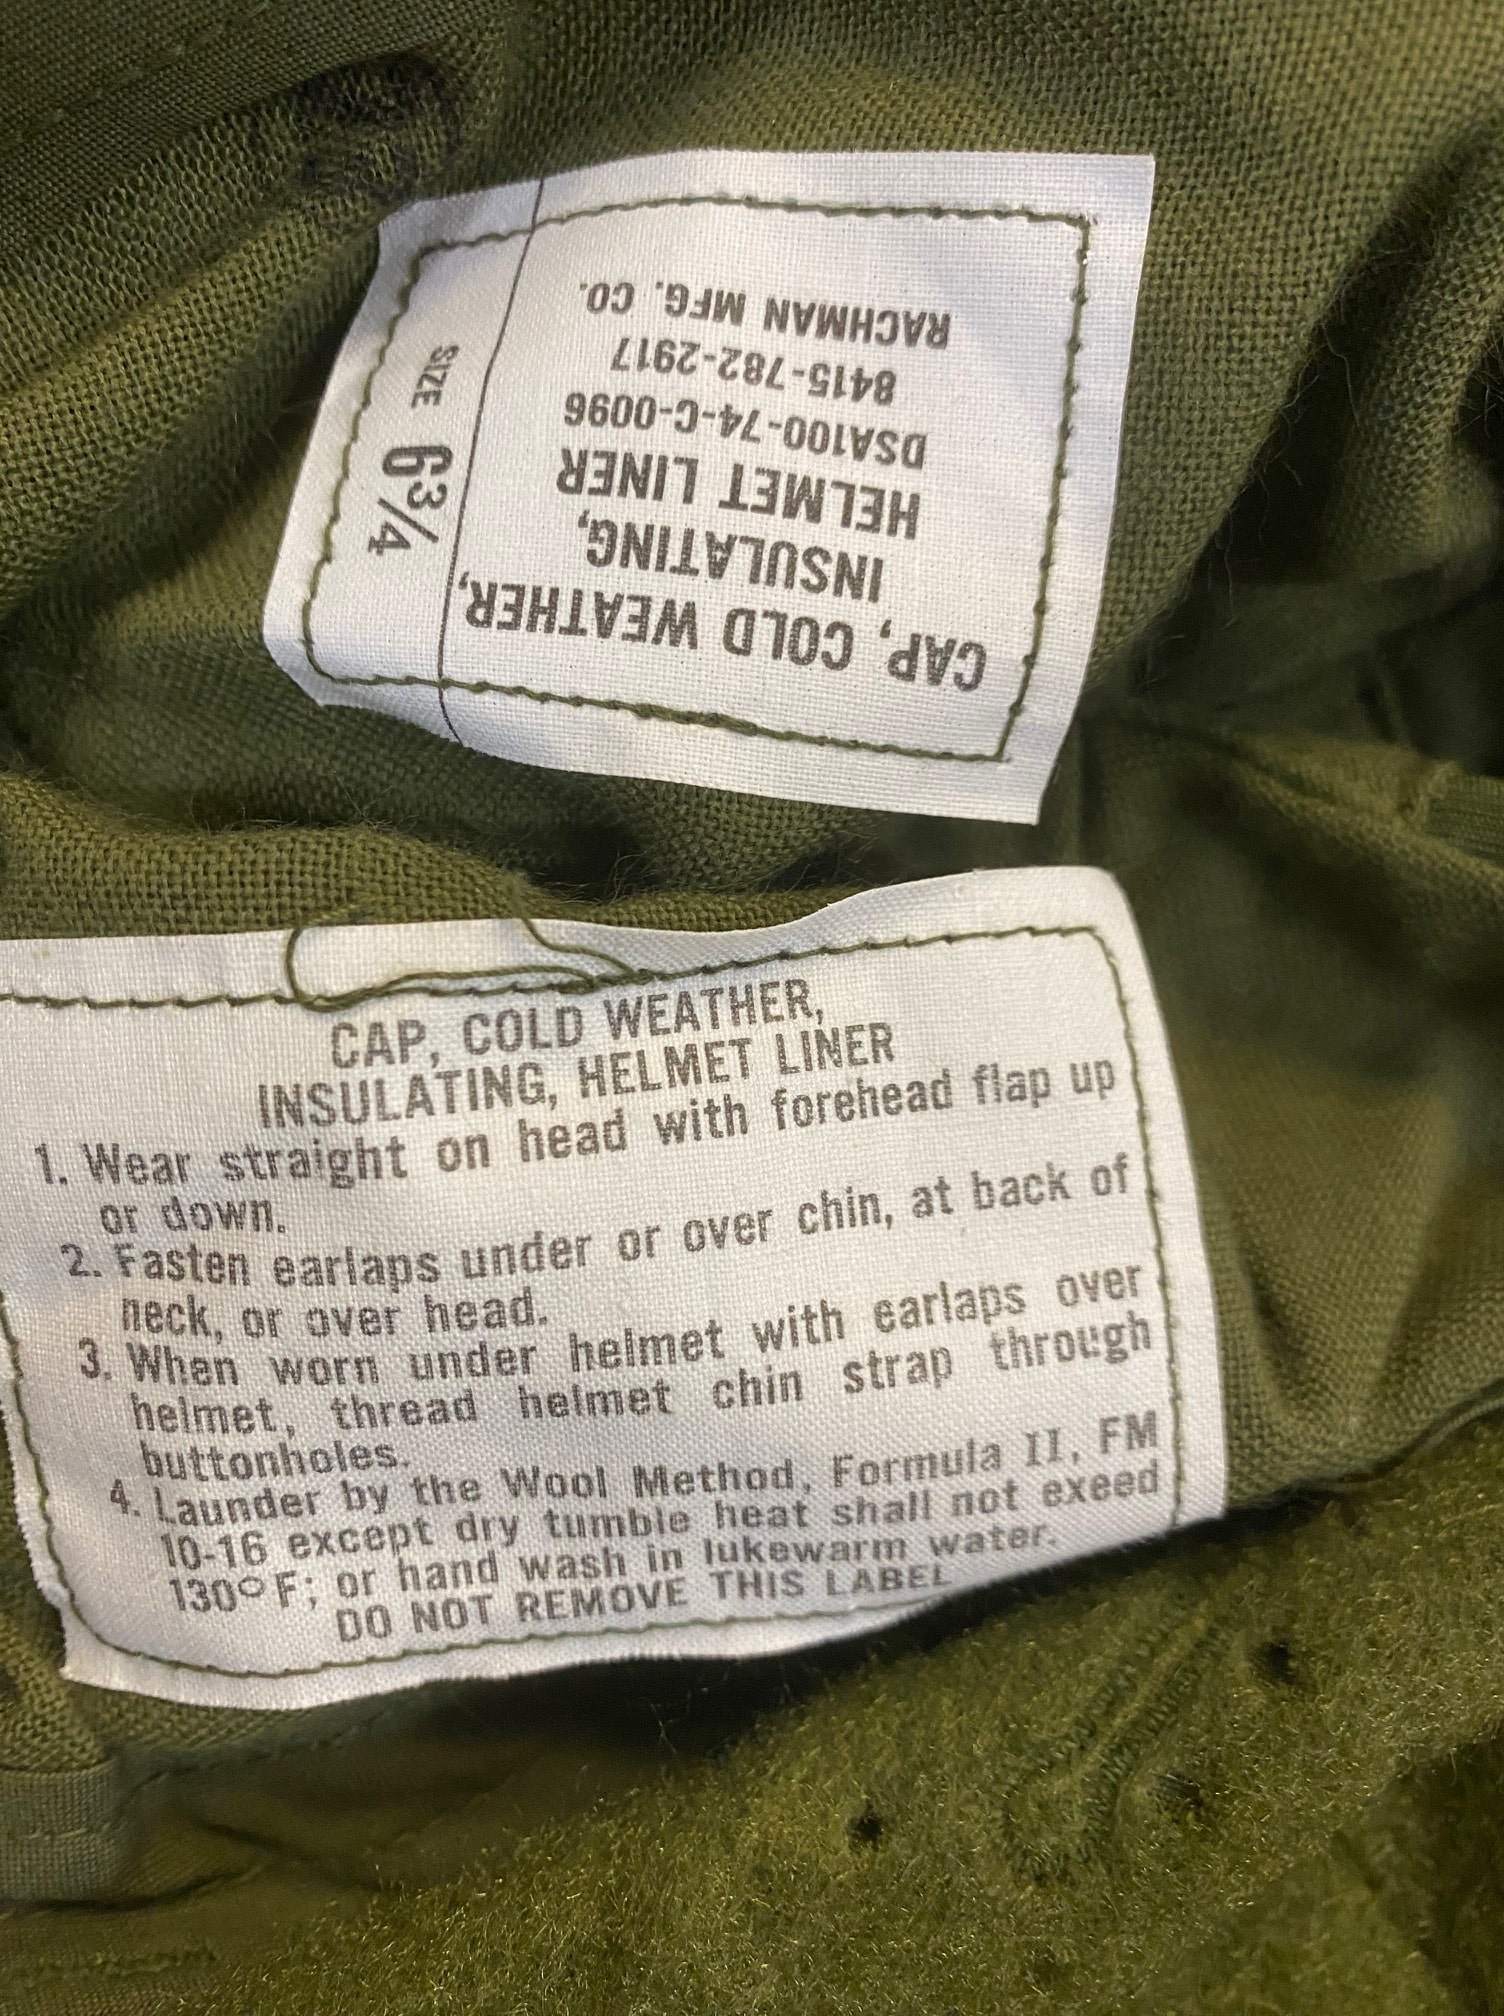 CAP, COLD WEATHER,
INSULATING,
HELMET LINER
DSA100-74-C-0096
8415-782-2917
RACHMAN MFG. CO.
SIZE 6¾
CAP, COLD WEATHER,
INSULATING, HELMET LINER
1. Wear straight on head with forehead flap up
or down.
2. Fasten earlaps under or over chin, at back of
neck, or over head.
3. When worn under helmet with earlaps over
helmet, thread helmet chin strap through
buttonholes.
4. Launder by the Wool Method, Formula II, FM
10-16 except dry tumble heat shall not exeed
130° F; or hand wash in lukewarm water.
DO NOT REMOVE THIS LABEL